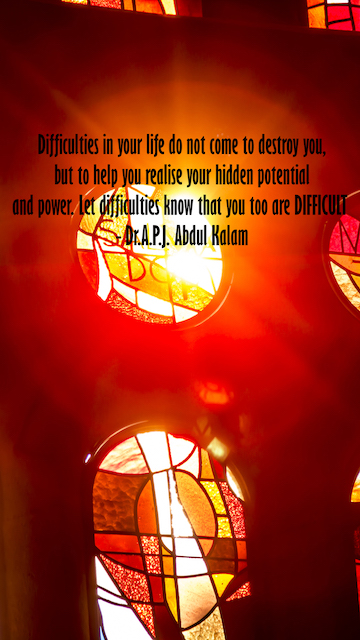 Difficulties in your life do not come to destroy you,
but to help you realise your hidden potential
and power. Let difficulties know that you too are DIFFICULT
- Dr.A.P.J. Abdul Kalam